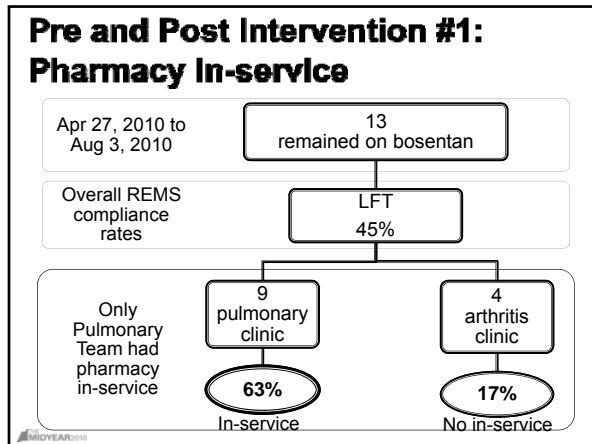 Pre and Post Intervention #1:
Pharmacy In-service
Apr 27, 2010 to
Aug 3, 2010
13
remained on bosentan
Overall REMS
compliance
rates
LFT
45%
Only
Pulmonary
Team had
pharmacy
in-service
9
pulmonary
clinic
4
arthritis
clinic
63%
17%
In-service
No in-service
MIDYEAR2010